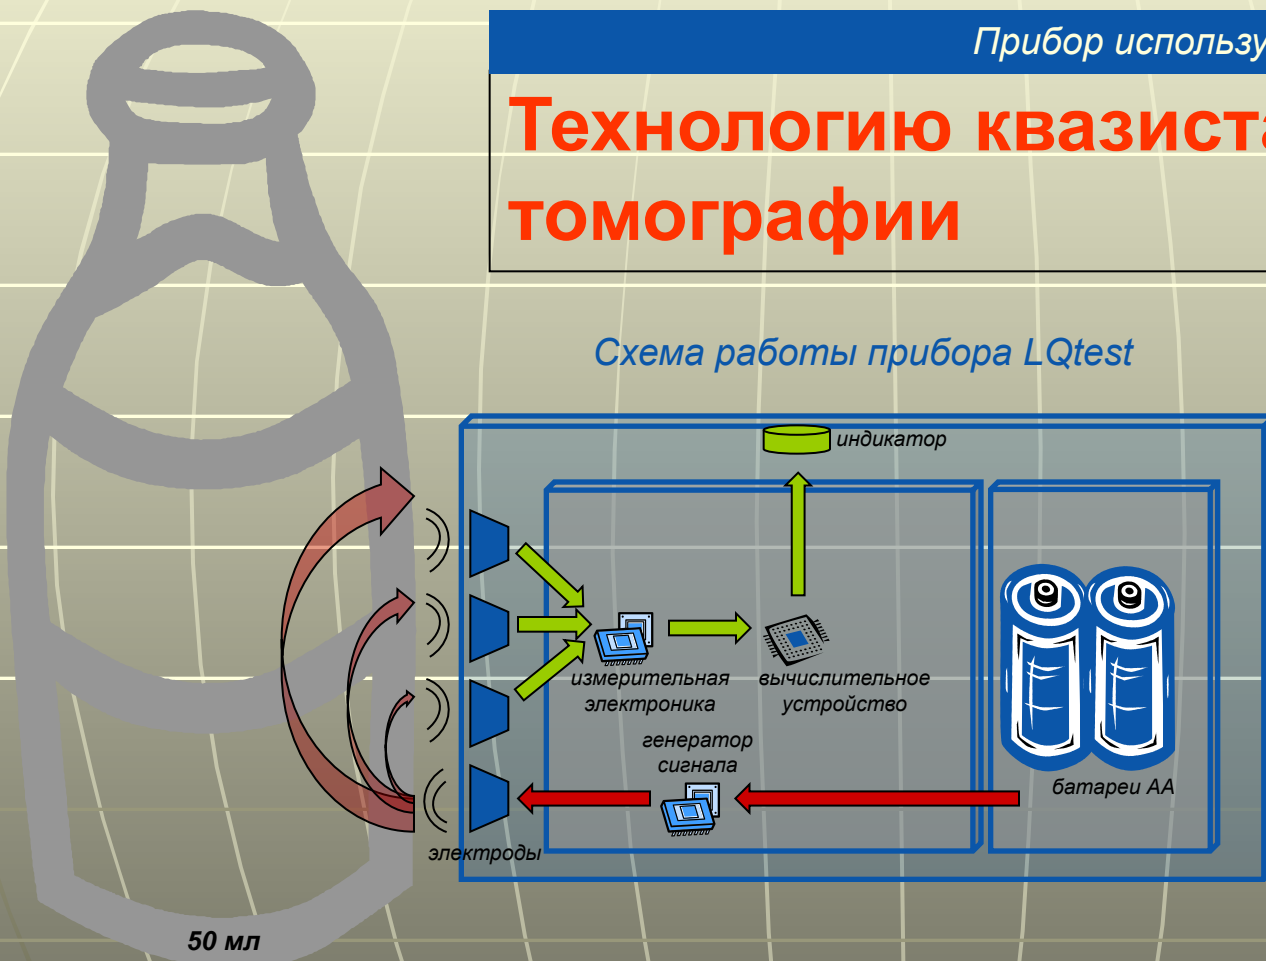 Прибор использу
Технологию квазиста
томографии
Схема работы прибора LQtest
индикатор
измерительная
электроника
вычислительное
устройство
генератор
сигнала
батареи АА
электроды
50 мл